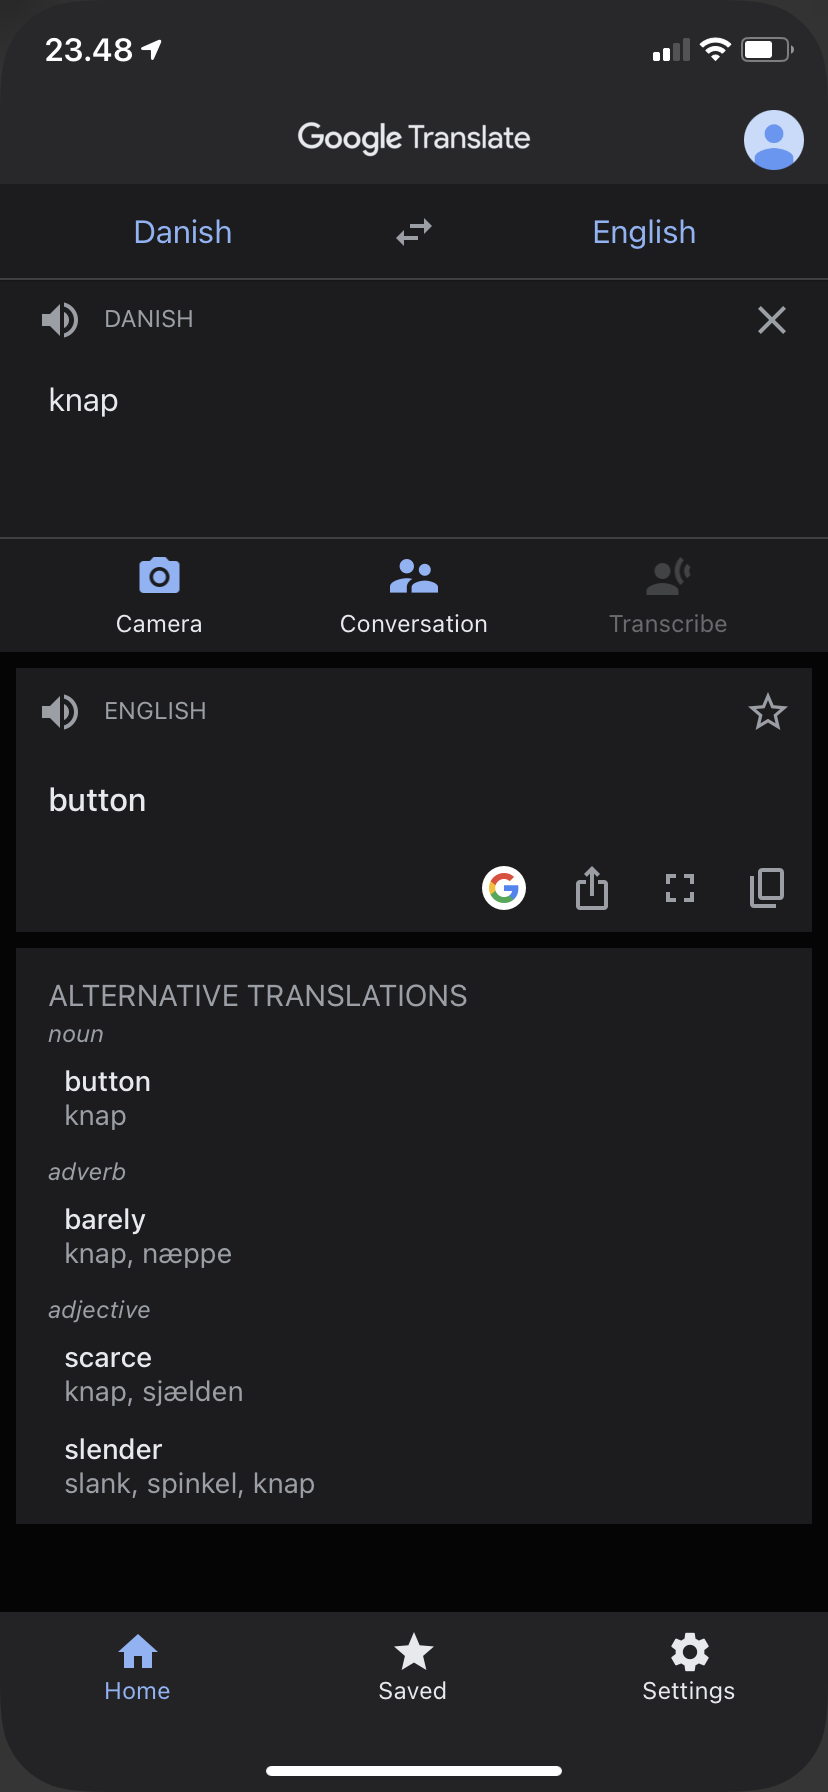 23.48
Google Translate
Danish
English
DANISH
knap
Camera
Conversation
Transcribe
ENGLISH
button
ALTERNATIVE TRANSLATIONS
noun
button
knap
adverb
barely
knap, næppe
adjective
scarce
knap, sjælden
slender
slank, spinkel, knap
Home
Saved
Settings